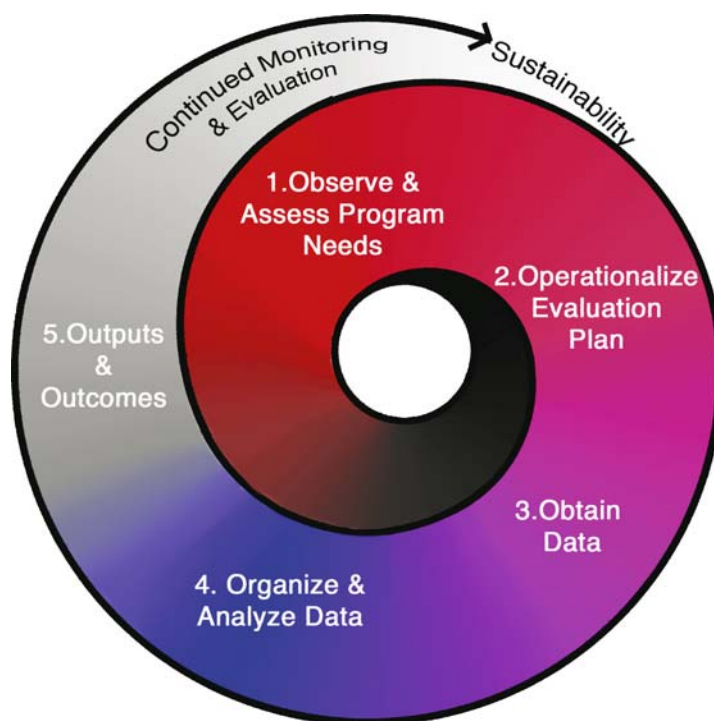 Continued Monitoring
& Evaluation
Sustainability
1.Observe &
Assess Program
Needs
2.Operationalize
Evaluation
Plan
3.Obtain
Data
4. Organize &
Analyze Data
5.Outputs
&
Outcomes